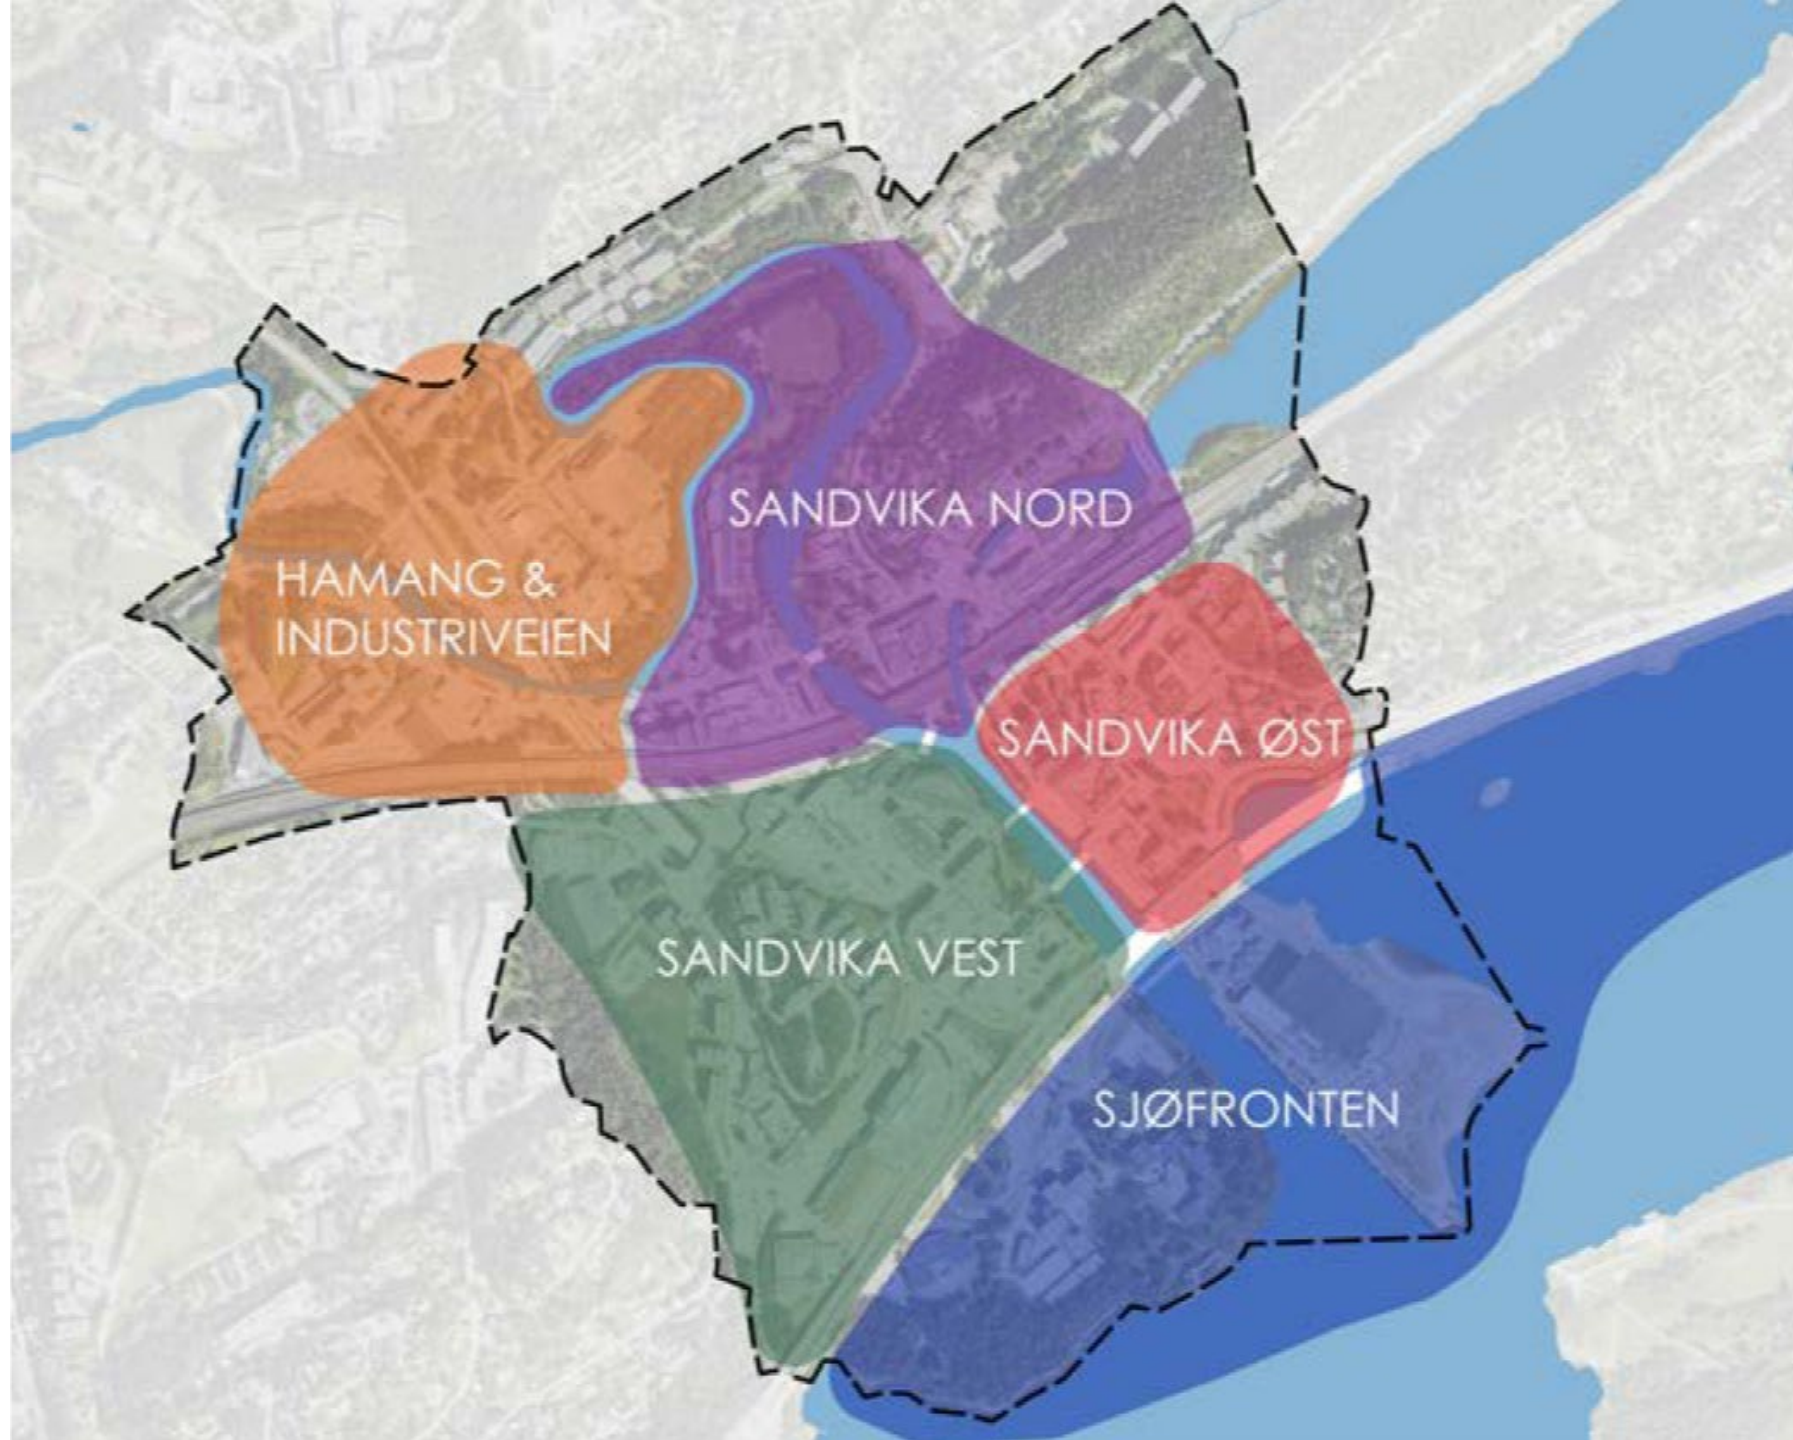 SANDVIKA NORD
HAMANG &
INDUSTRIVEIEN
SANDVIKA ØST
SANDVIKA VEST
SJØFRONTEN